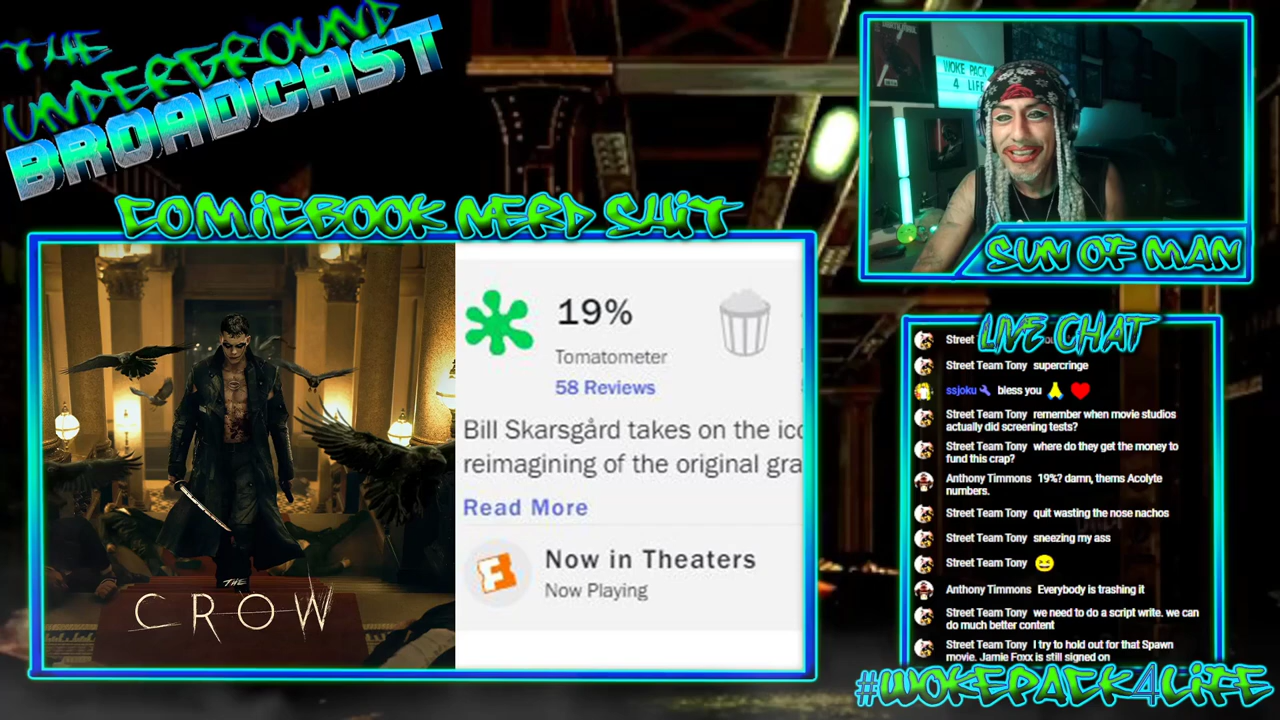 THE
UNDERGROUND
BROADCAST
COMICBOOK NERD SHIT
THE
CROW
19%
Tomatometer
58 Reviews
Bill Skarsgård takes on the ico
reimagining of the original gra
Read More
Now in Theaters
Now Playing
WOKE PACK
4 LIFE
SUN OF MAN
LIVE CHAT
Street
Street Team Tony supercringe
ssjoku bless you 🙏 ❤️
Street Team Tony remember when movie studios
actually did screening tests?
Street Team Tony where do they get the money to
fund this crap?
Anthony Timmons 19%? damn, thems Acolyte
numbers.
Street Team Tony quit wasting the nose nachos
Street Team Tony sneezing my ass
Street Team Tony 😆
Anthony Timmons Everybody is trashing it
Street Team Tony we need to do a script write. we can
do much better content
Street Team Tony I try to hold out for that Spawn
movie. Jamie Foxx is still signed on
#WOKEPACK4LIFE